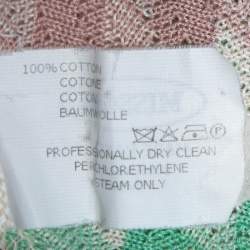 100% COTTON
COTONE
COTON
BAUMWOLLE
PROFESSIONALLY DRY CLEAN
PERCHLORETHYLENE
STEAM ONLY